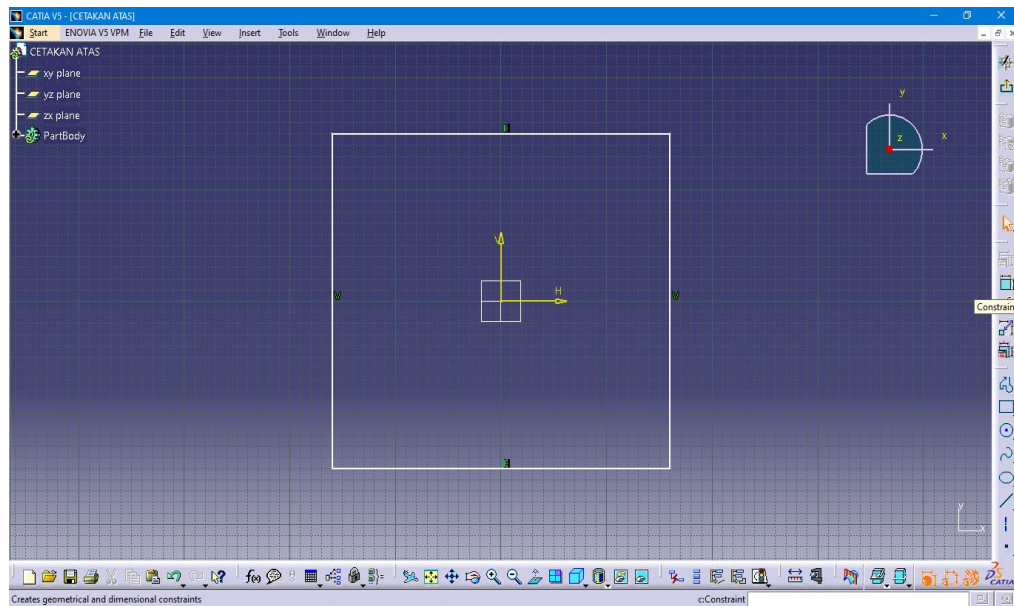 CATIA V5 - [CETAKAN ATAS]
Start ENOVIA V5 VPM File Edit View Insert Tools Window Help
CETAKAN ATAS
xy plane
yz plane
zx plane
PartBody
y
x
z
H
V
H
V
V
H
Constrain
y
x
f(x)
CATIA
Creates geometrical and dimensional constraints
c:Constraint